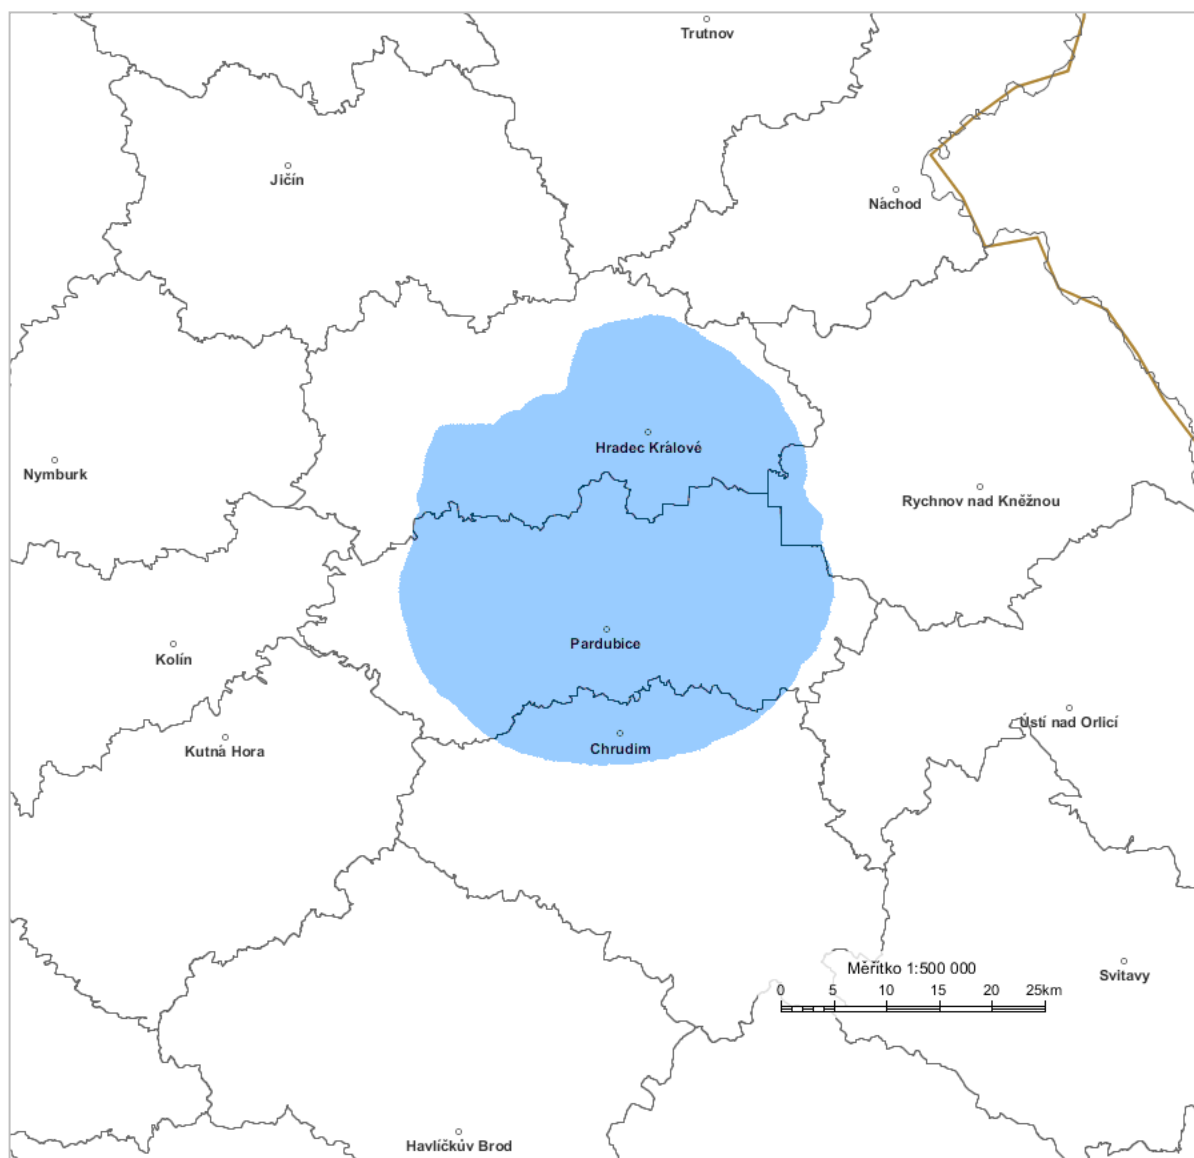 Trutnov
Jičín
Náchod
Hradec Králové
Nymburk
Rychnov nad Kněžnou
Pardubice
Kolín
Ústí nad Orlicí
Kutná Hora
Chrudim
Měřítko 1:500 000
Svitavy
0 5 10 15 20 25km
Havlíčkův Brod